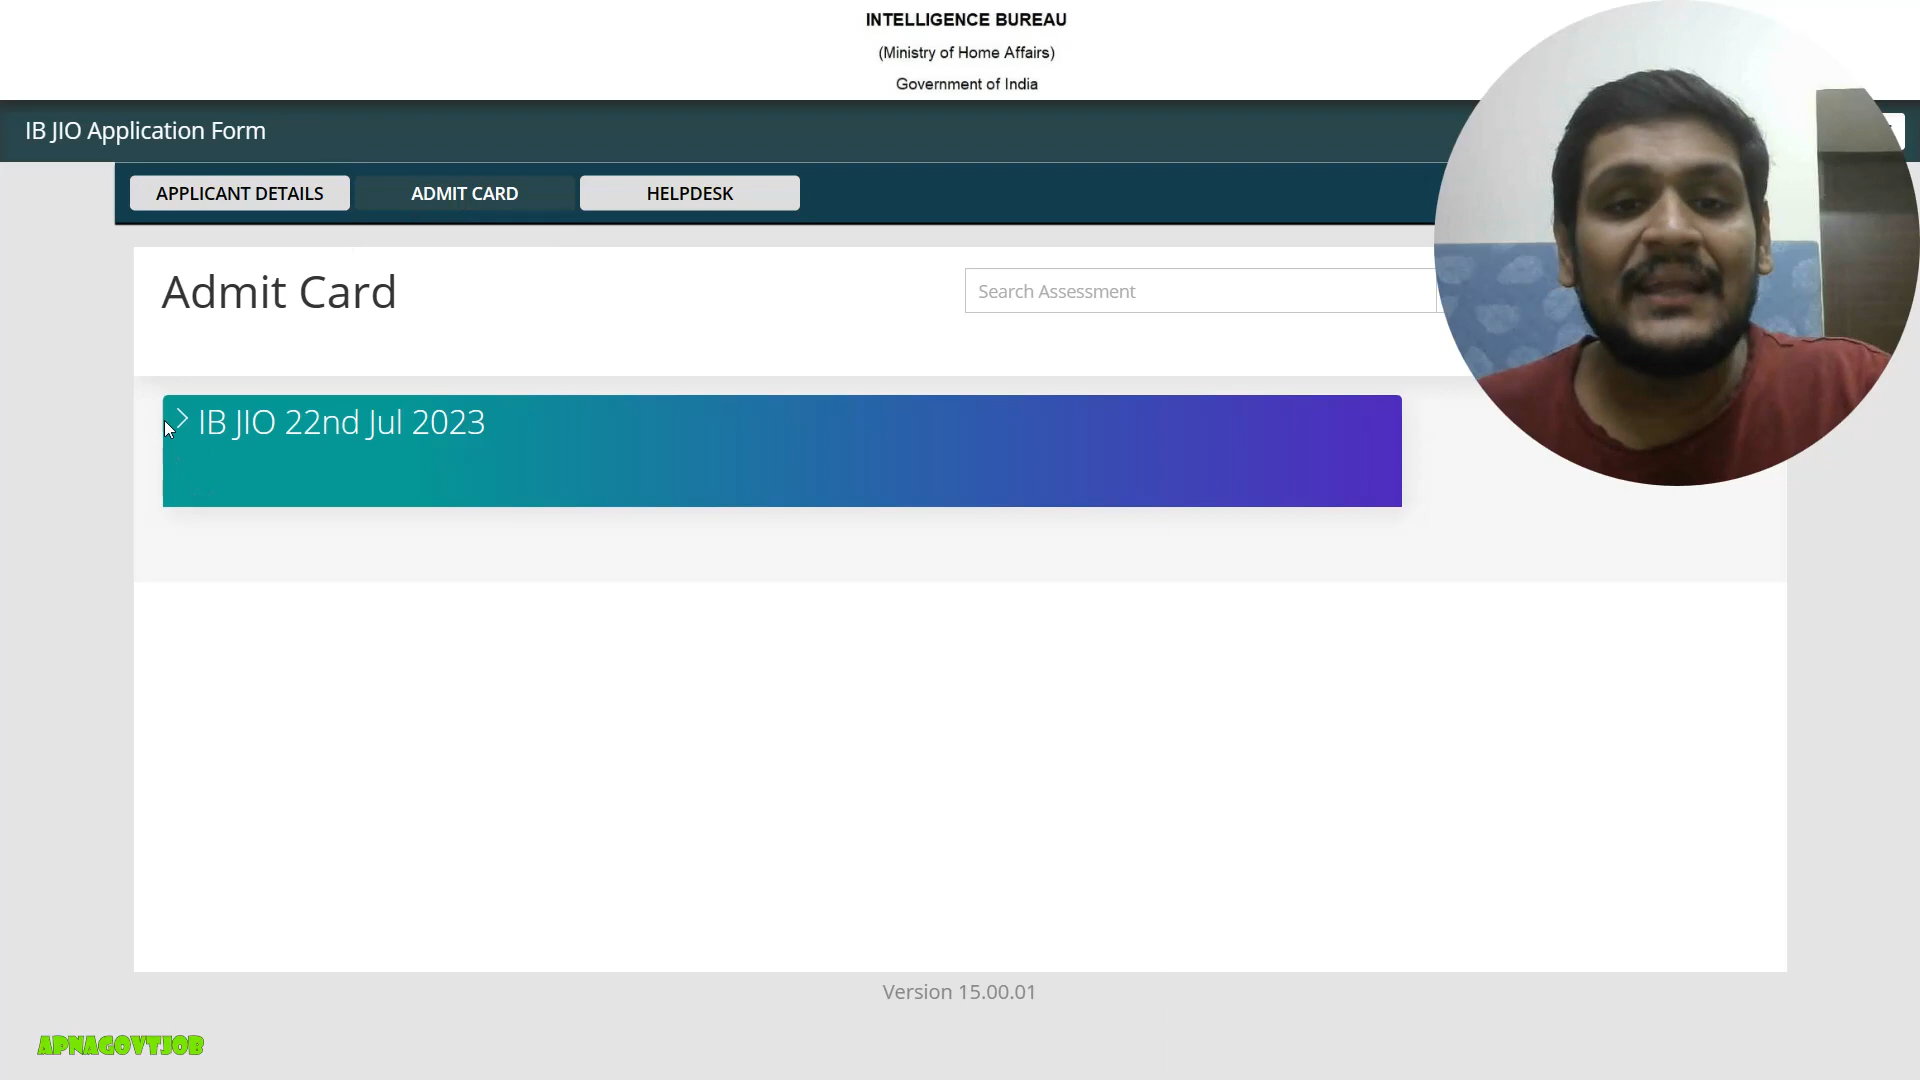 INTELLIGENCE BUREAU
(Ministry of Home Affairs)
Government of India
IB JIO Application Form
APPLICANT DETAILS
ADMIT CARD
HELPDESK
Admit Card
Search Assessment
IB JIO 22nd Jul 2023
Version 15.00.01
APNAGOVTJOB